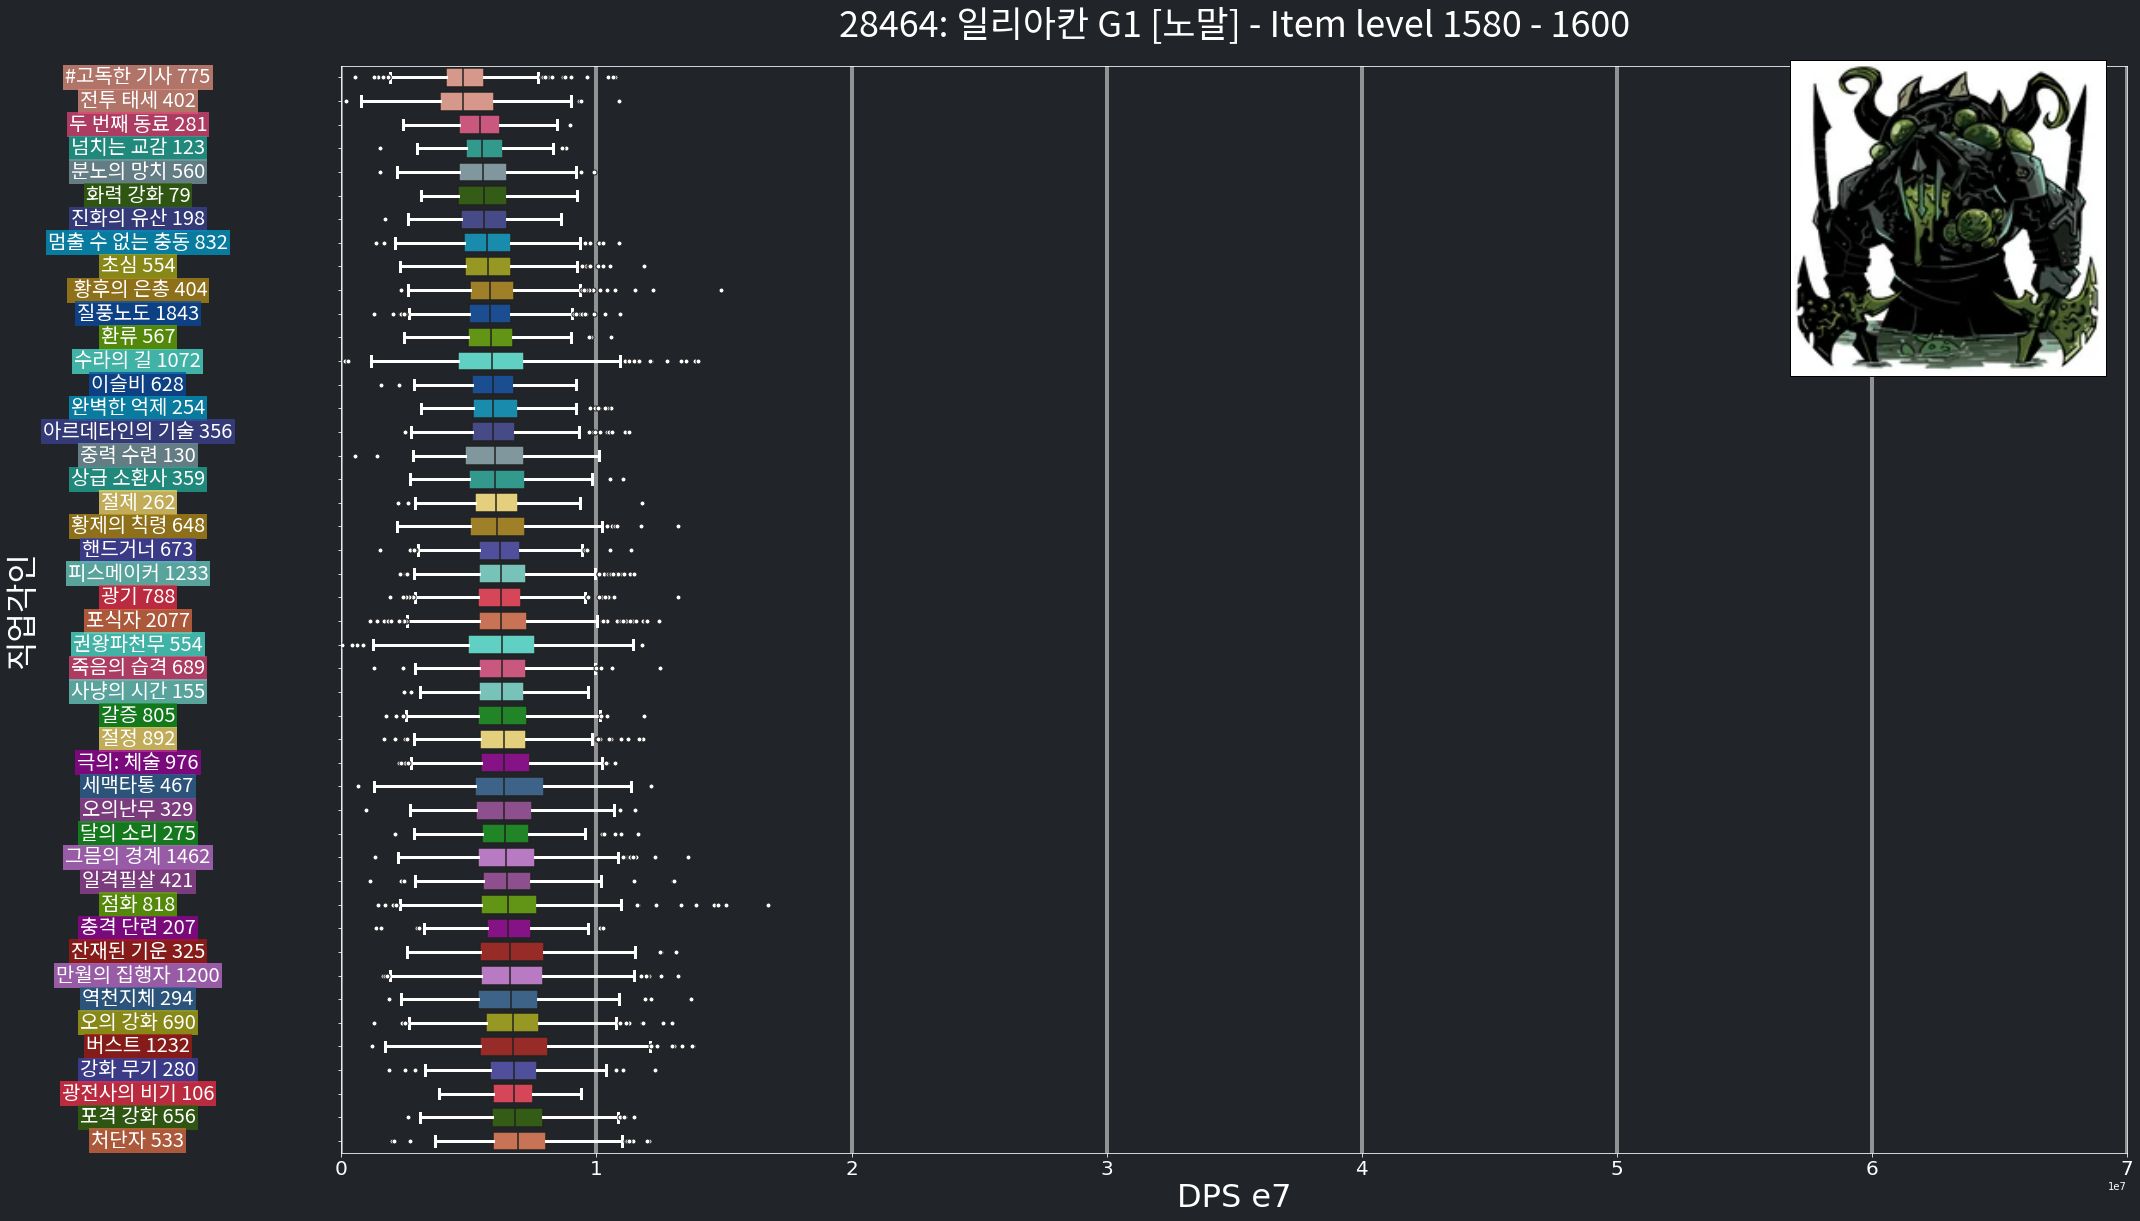 28464: 일리아칸 G1 [노말] - Item level 1580 - 1600
#고독한 기사 775
전투 태세 402
두 번째 동료 281
넘치는 교감 123
분노의 망치 560
화력 강화 79
진화의 유산 198
멈출 수 없는 충동 832
초심 554
황후의 은총 404
질풍노도 1843
환류 567
수라의 길 1072
이슬비 628
완벽한 억제 254
아르데타인의 기술 356
중력 수련 130
상급 소환사 359
절제 262
황제의 칙령 648
핸드거너 673
피스메이커 1233
광기 788
포식자 2077
권왕파천무 554
죽음의 습격 689
사냥의 시간 155
갈증 805
절정 892
극의: 체술 976
세맥타통 467
오의난무 329
달의 소리 275
그믐의 경계 1462
일격필살 421
점화 818
충격 단련 207
잔재된 기운 325
만월의 집행자 1200
역천지체 294
오의 강화 690
버스트 1232
강화 무기 280
광전사의 비기 106
포격 강화 656
처단자 533
직업각인
0 1 2 3 4 5 6 7
1e7
DPS e7